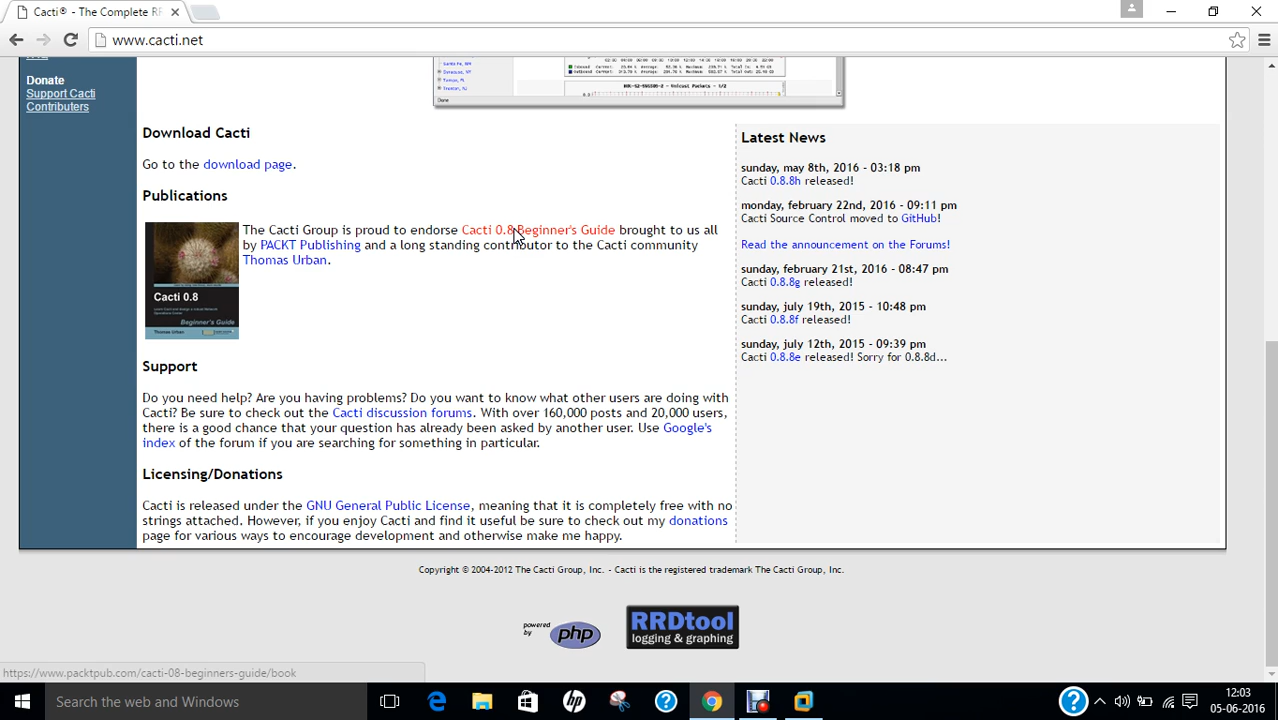 Cacti® - The Complete RF
www.cacti.net
Donate
Support Cacti
Contributers
Santa Fe, NM
Tampa, FL
Trenton, NJ
Done
Download Cacti
Go to the download page.
Publications
The Cacti Group is proud to endorse Cacti 0.8 Beginner's Guide brought to us all
by PACKT Publishing and a long standing contributor to the Cacti community
Thomas Urban.
Cacti 0.8
Beginner's Guide
Thomas Urban
Support
Do you need help? Are you having problems? Do you want to know what other users are doing with
Cacti? Be sure to check out the Cacti discussion forums. With over 160,000 posts and 20,000 users,
there is a good chance that your question has already been asked by another user. Use Google's
index of the forum if you are searching for something in particular.
Licensing/Donations
Cacti is released under the GNU General Public License, meaning that it is completely free with no
strings attached. However, if you enjoy Cacti and find it useful be sure to check out my donations
page for various ways to encourage development and otherwise make me happy.
Latest News
sunday, may 8th, 2016 - 03:18 pm
Cacti 0.8.8h released!
monday, february 22nd, 2016 - 09:11 pm
Cacti Source Control moved to GitHub!
Read the announcement on the Forums!
sunday, february 21st, 2016 - 08:47 pm
Cacti 0.8.8g released!
sunday, july 19th, 2015 - 10:48 pm
Cacti 0.8.8f released!
sunday, july 12th, 2015 - 09:39 pm
Cacti 0.8.8e released! Sorry for 0.8.8d...
Copyright © 2004-2012 The Cacti Group, Inc. - Cacti is the registered trademark The Cacti Group, Inc.
powered
by
php
RRDtool
logging & graphing
https://www.packtpub.com/cacti-08-beginners-guide/book
Search the web and Windows
12:03
05-06-2016